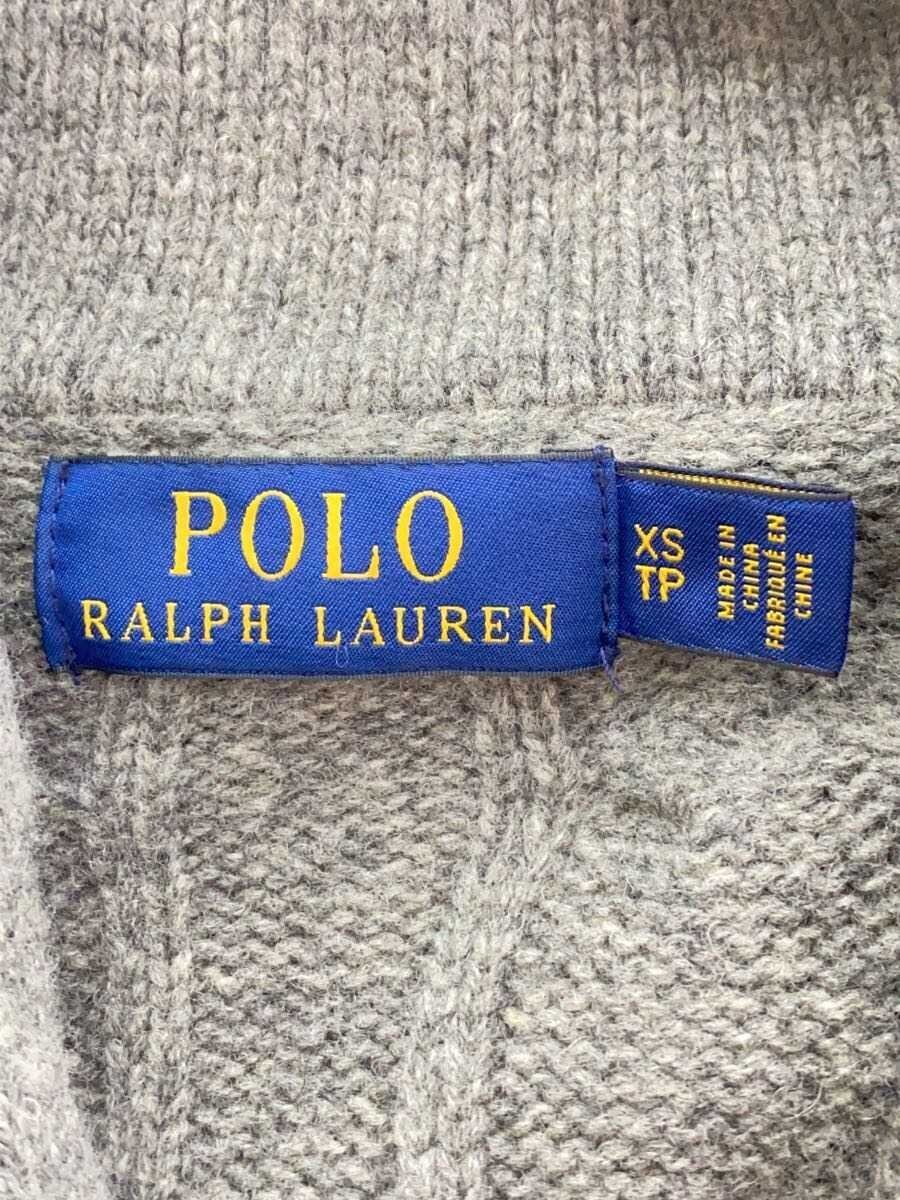 POLO
RALPH LAUREN
XS
TP
MADE IN
CHINA
FABRIQUÉ EN
CHINE